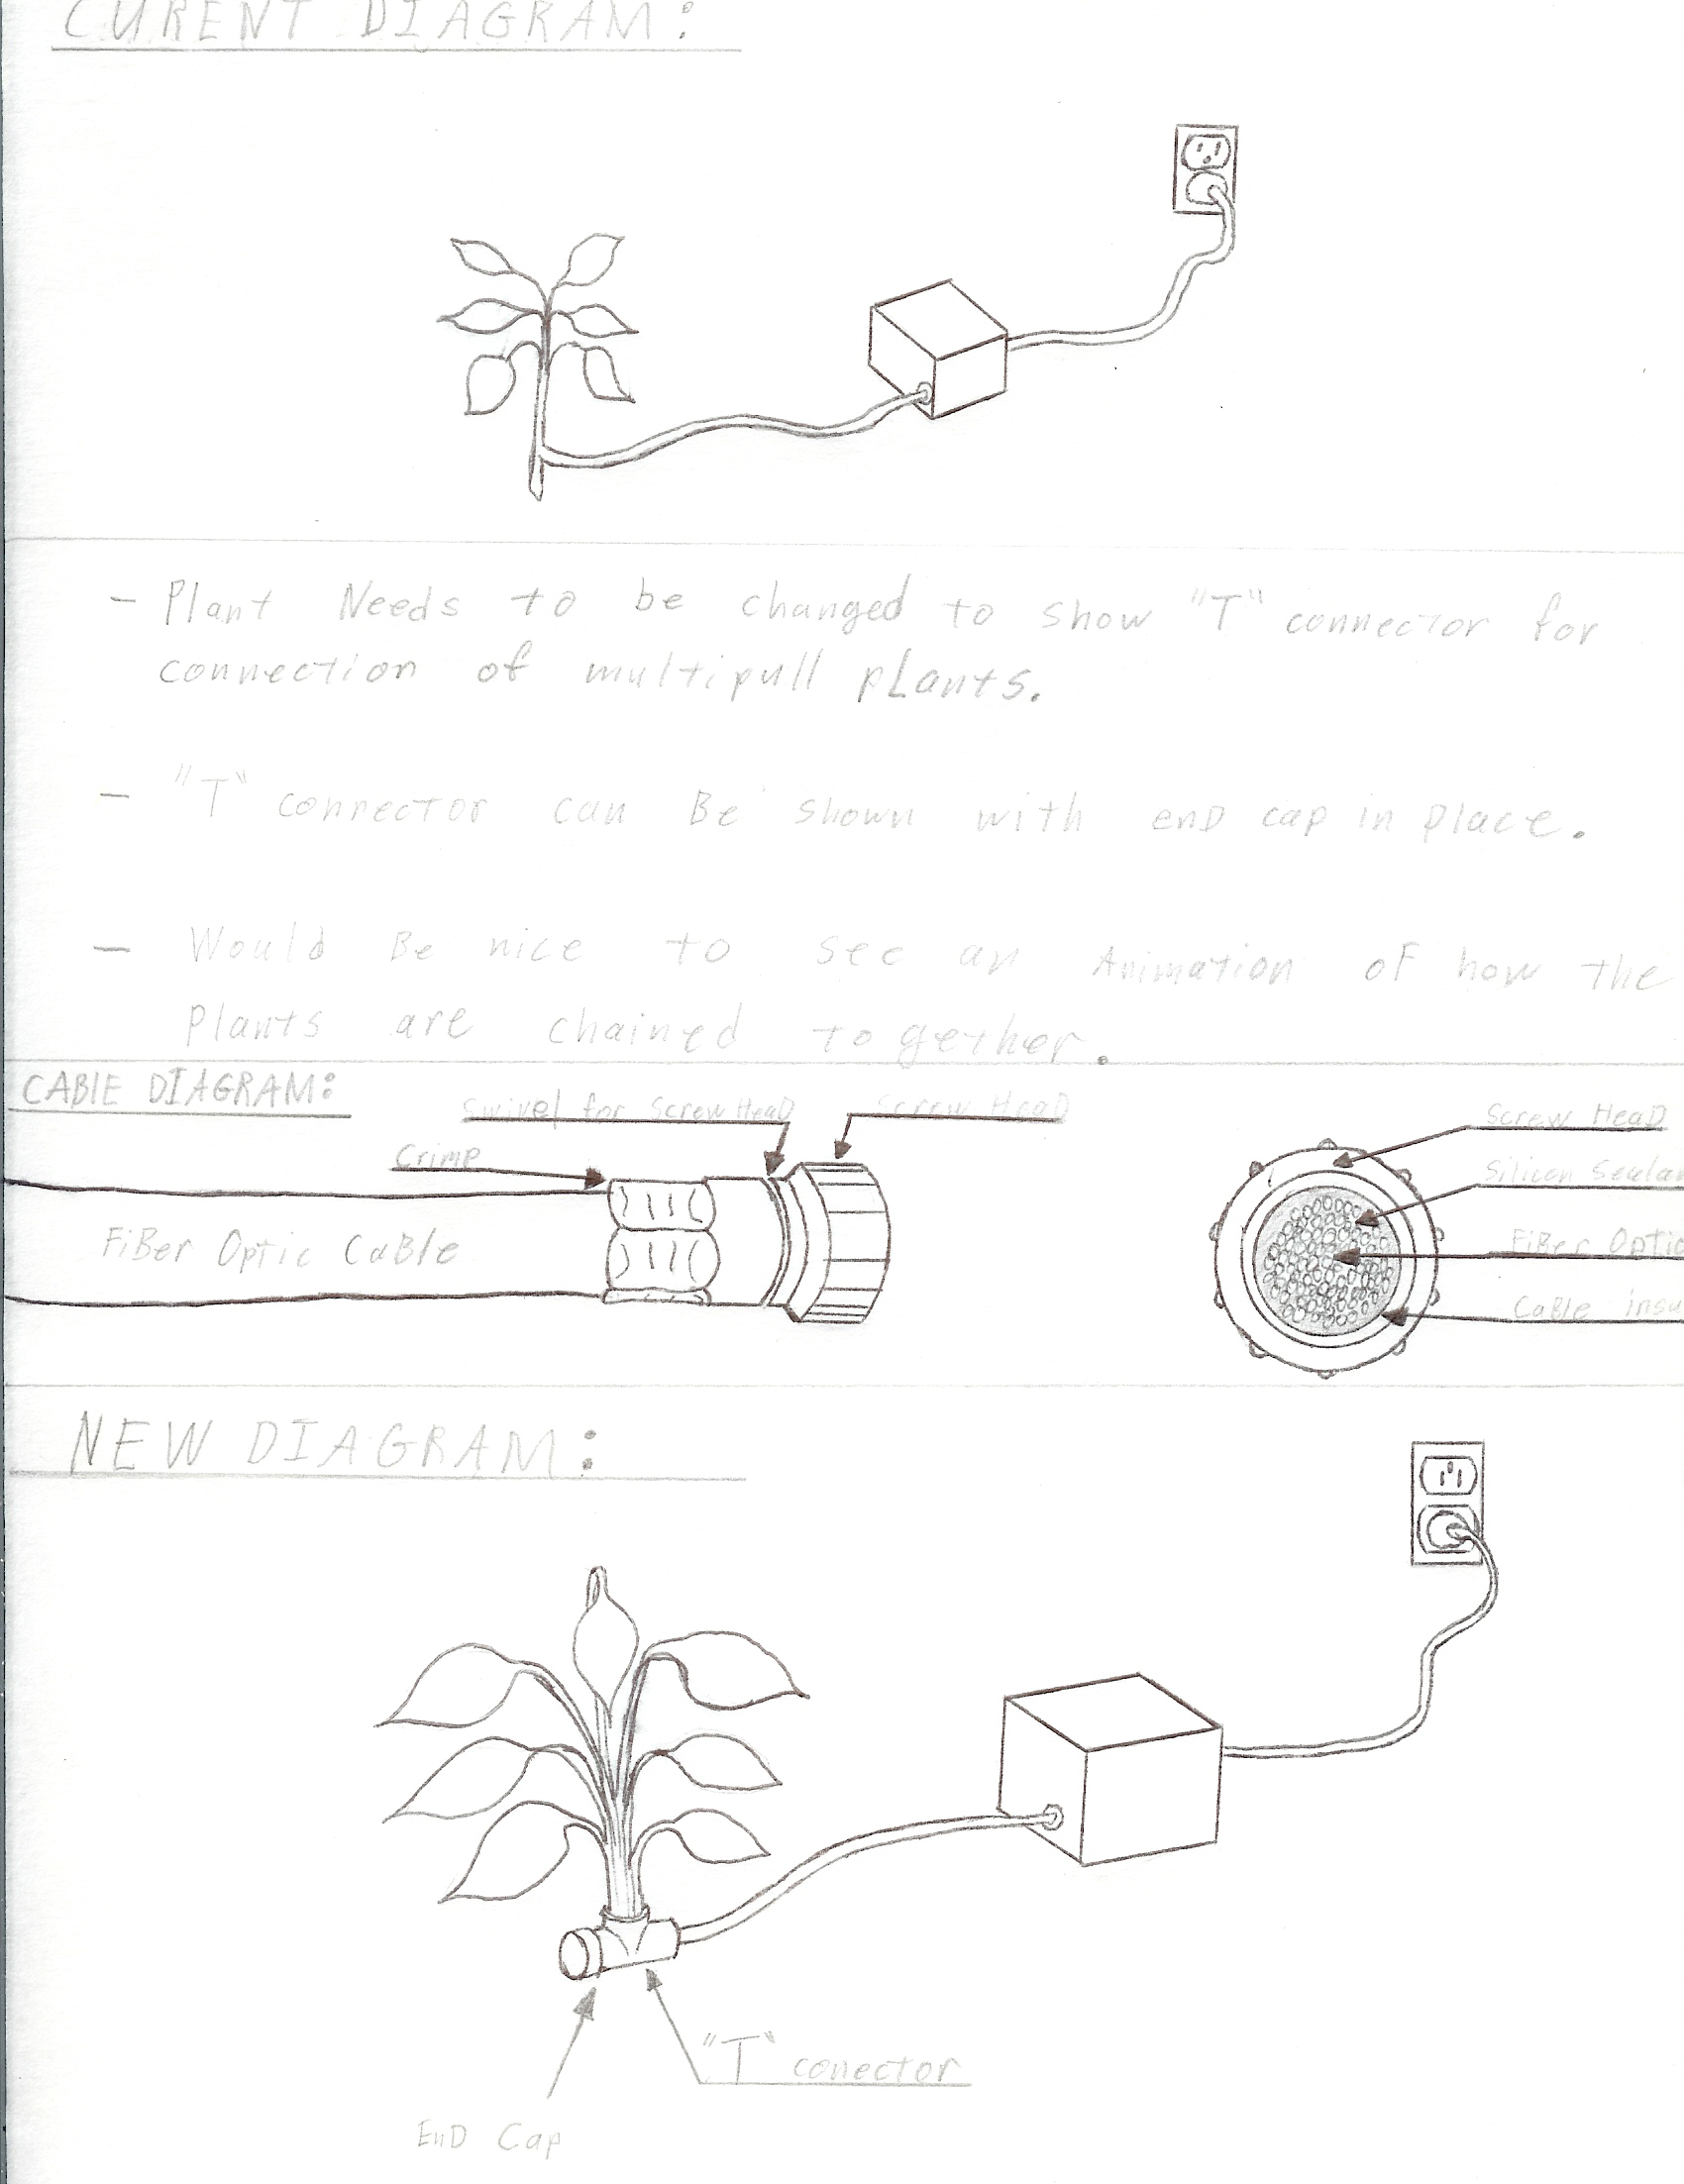 CURENT DIAGRAM:
- Plant Needs to be changed to show "T" connector for
connection of multipull pLants.
- "T" connector can Be shown with enD cap in place.
- Would Be nice to see an Animation oF how the
plants are chained together.
CABlE DIAGRAM:
Swivel for Screw HeaD
Screw HeaD
Crimp
FiBer Optic CaBle
Screw HeaD
Silicon Sealan
FiBer Optic
CaBle insu
NEW DIAGRAM:
"T" conector
EnD Cap